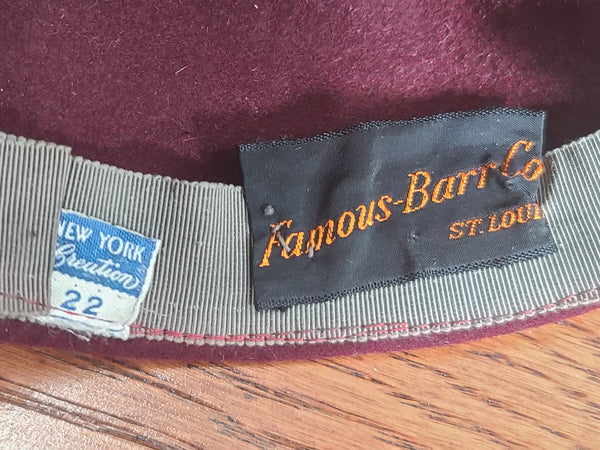 NEW YORK
Creation
22
Famous-Barr Co
ST. LOUI